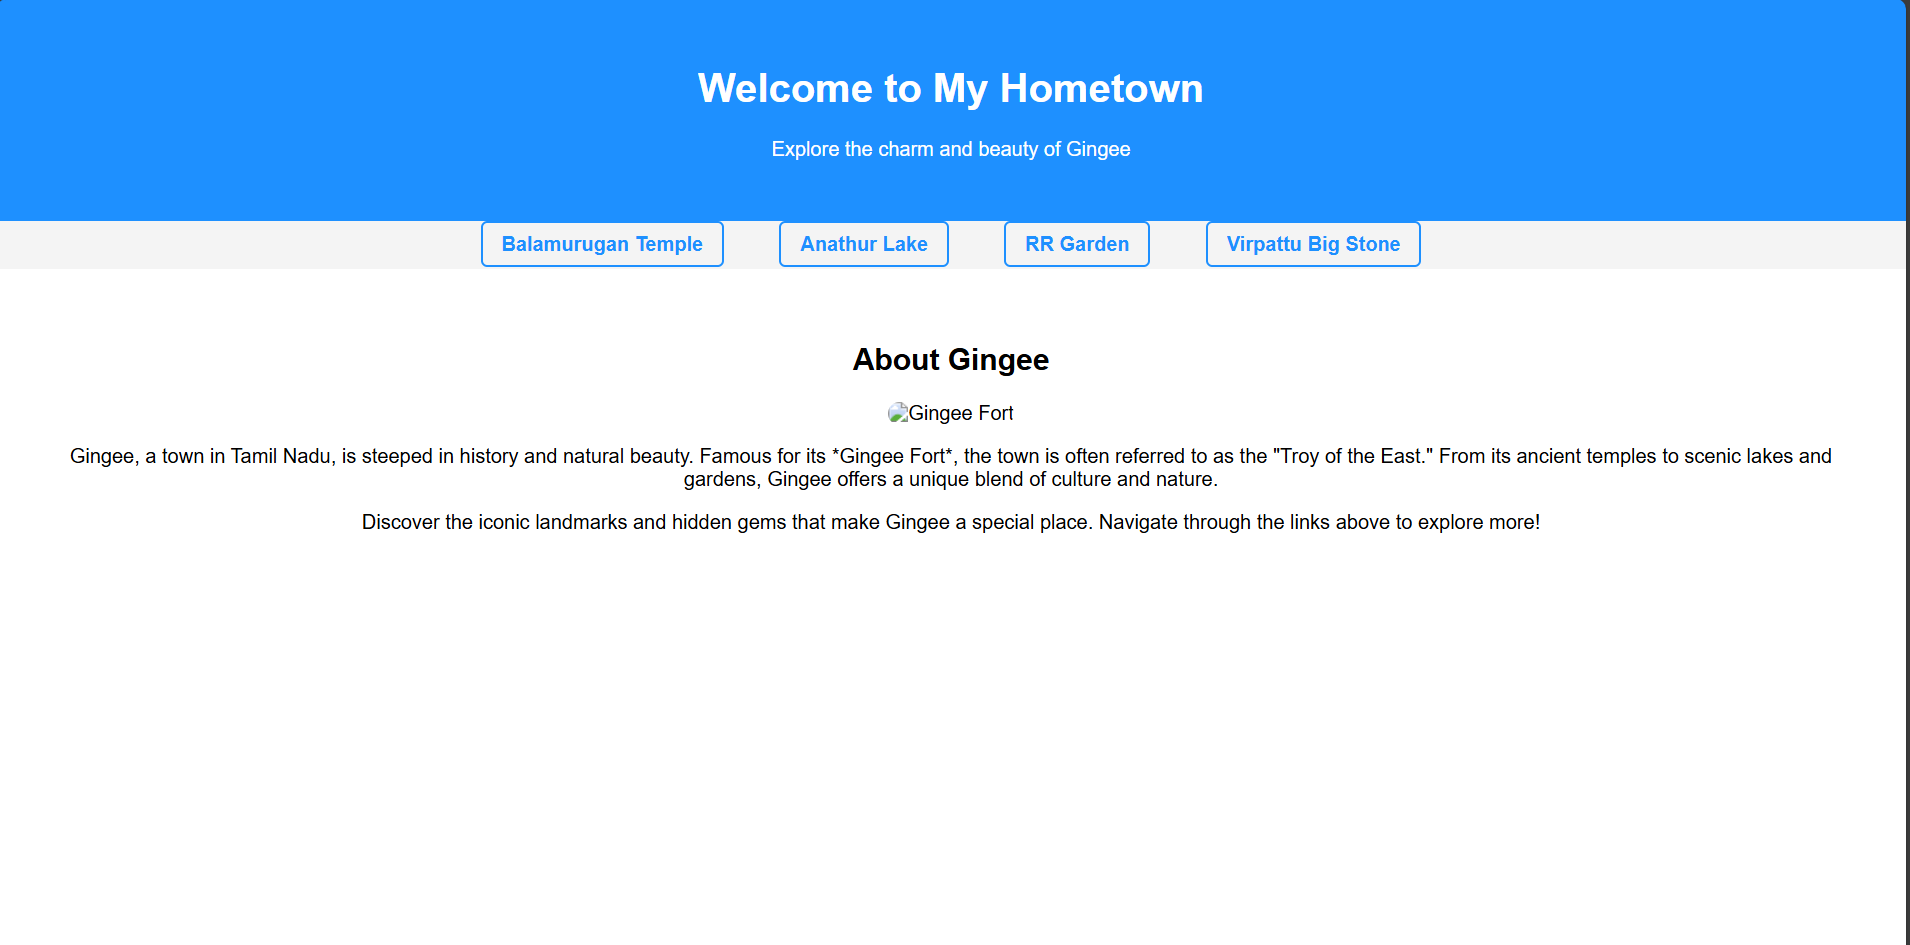 Welcome to My Hometown
Explore the charm and beauty of Gingee
Balamurugan Temple Anathur Lake RR Garden Virpattu Big Stone
About Gingee
Gingee Fort
Gingee, a town in Tamil Nadu, is steeped in history and natural beauty. Famous for its *Gingee Fort*, the town is often referred to as the "Troy of the East." From its ancient temples to scenic lakes and
gardens, Gingee offers a unique blend of culture and nature.
Discover the iconic landmarks and hidden gems that make Gingee a special place. Navigate through the links above to explore more!